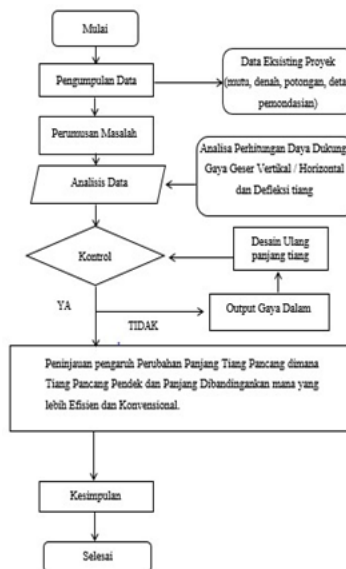 Mulai
Pengumpulan Data
Data Eksisting Proyek
(mutu, denah, potongan, deta
pemondasian)
Perumusan Masalah
Analisis Data
Analisa Perhitungan Daya Dukung
Gaya Geser Vertikal / Horizontal
dan Defleksi tiang
Kontrol
Desain Ulang
panjang tiang
Output Gaya Dalam
YA
TIDAK
Peninjauan pengaruh Perubahan Panjang Tiang Pancang dimana
Tiang Pancang Pendek dan Panjang Dibandingankan mana yang
lebih Efisien dan Konvensional.
Kesimpulan
Selesai